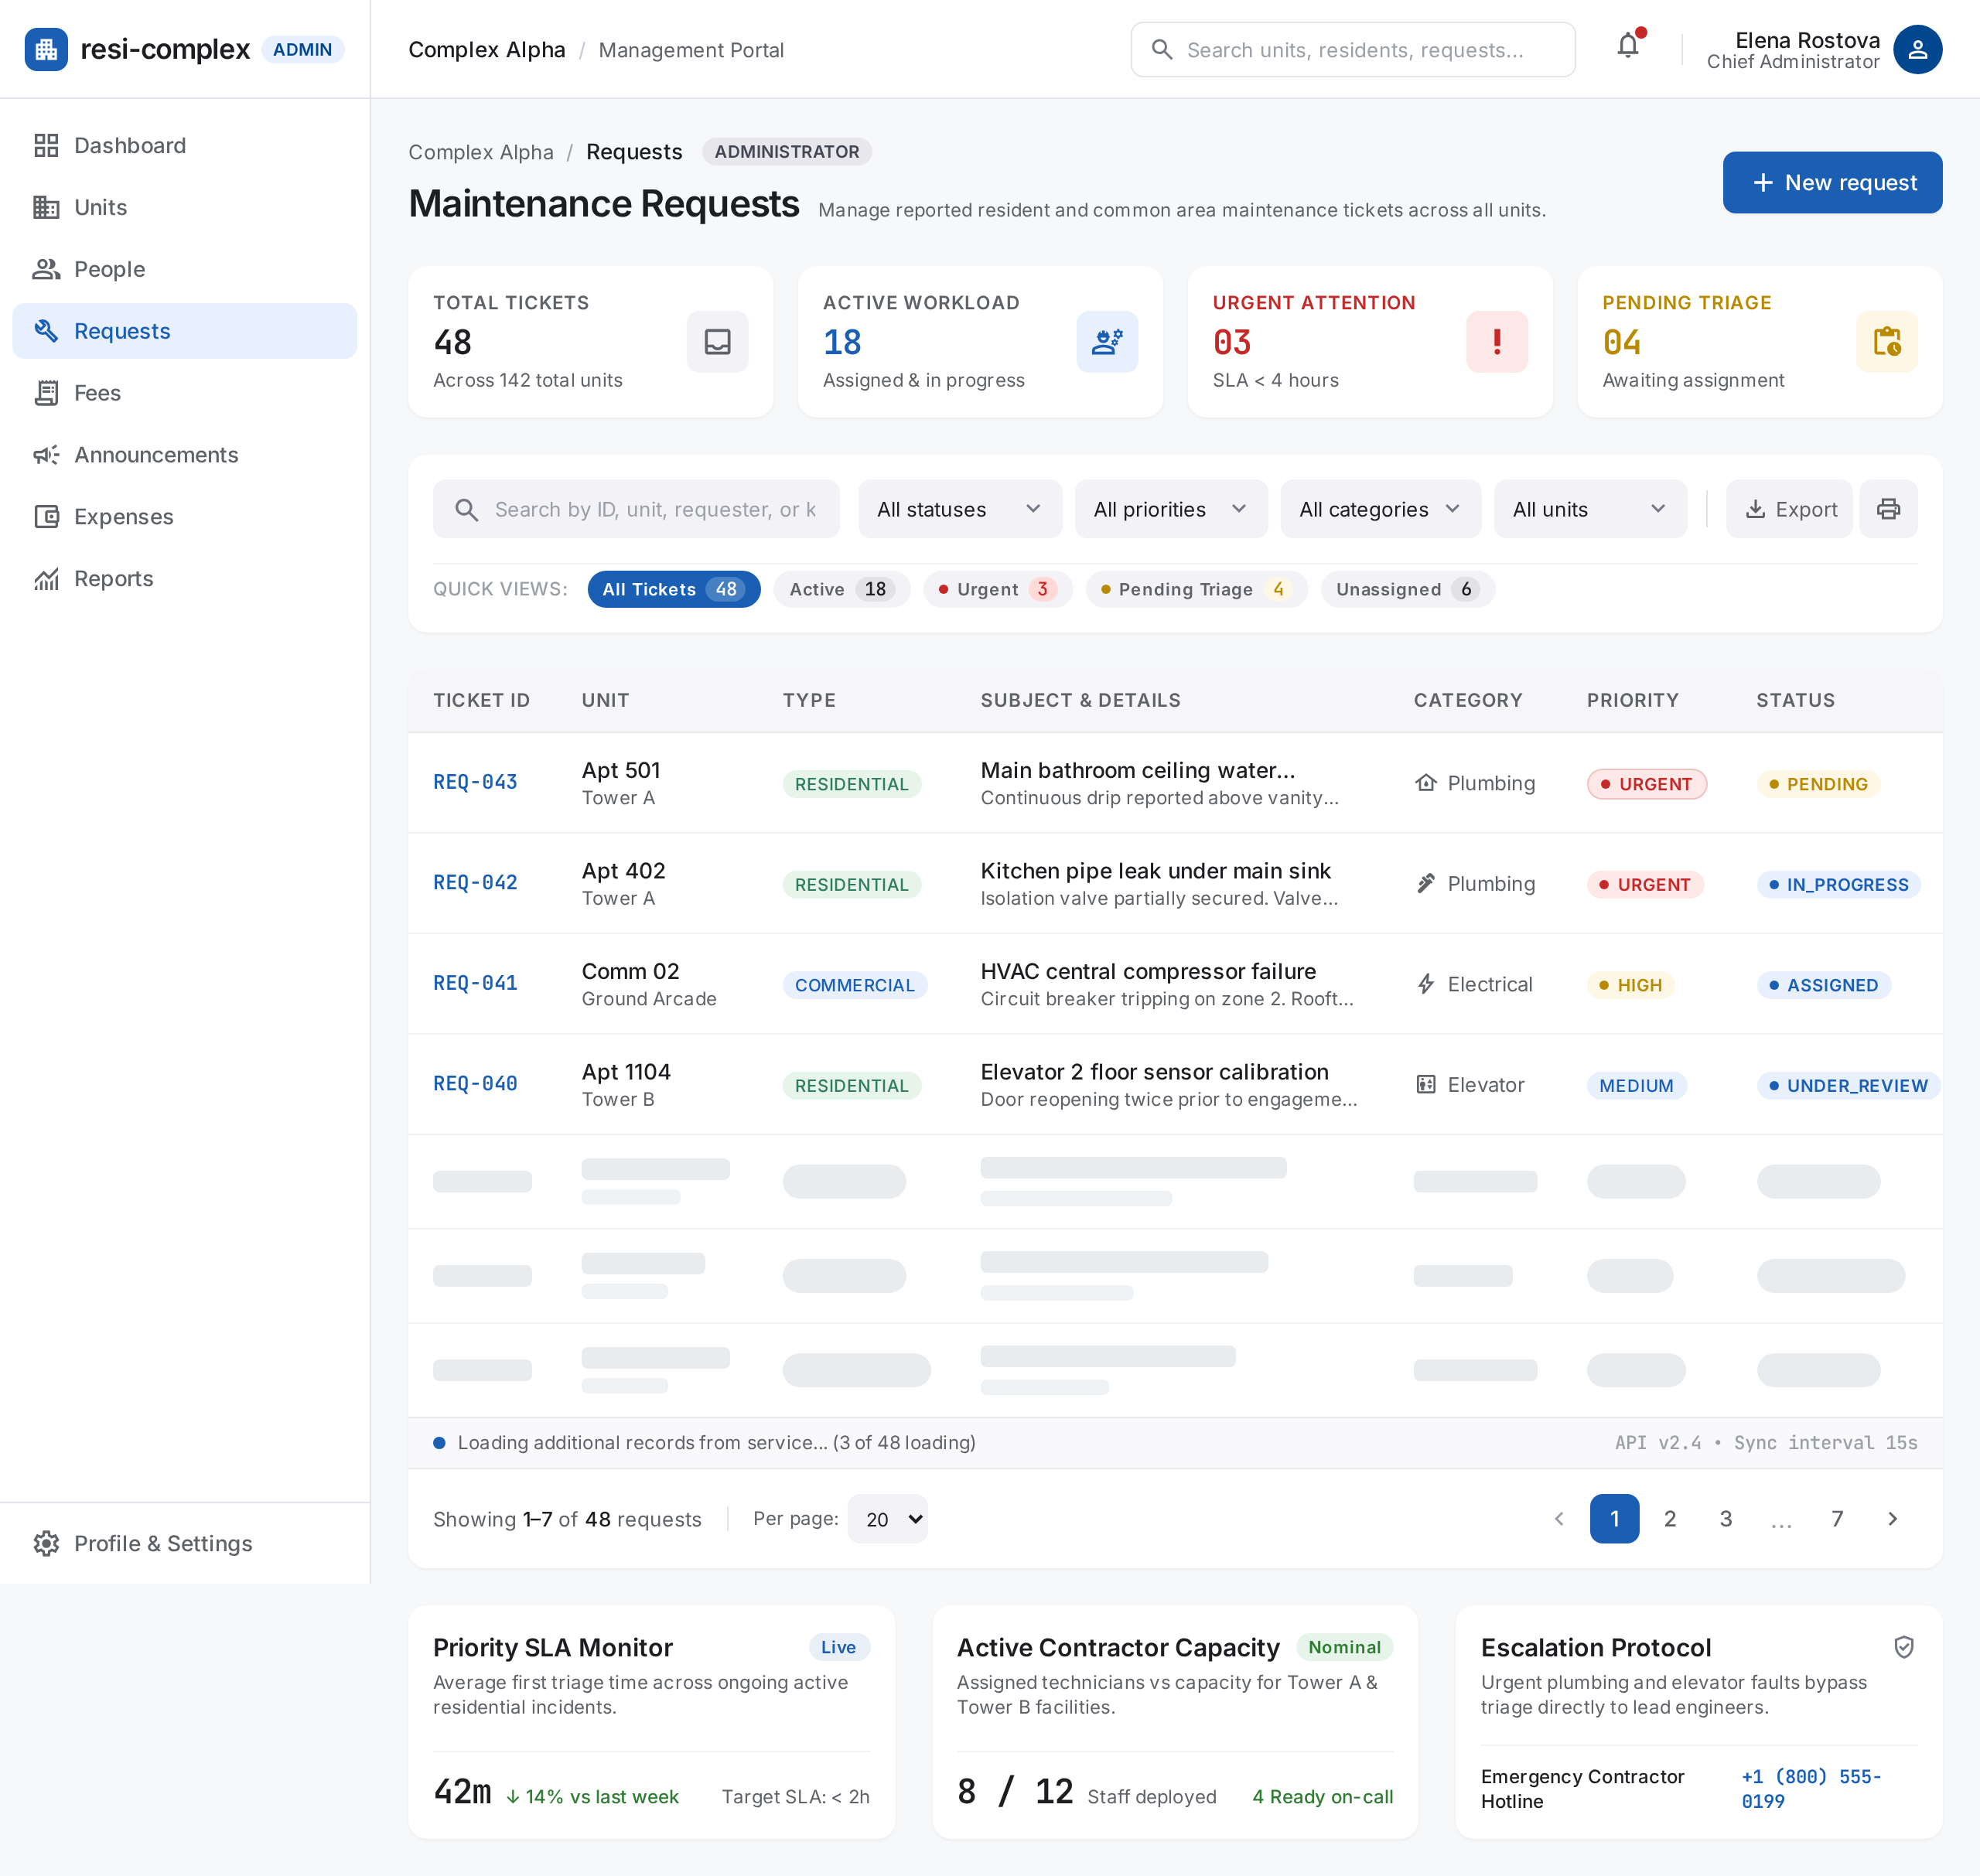 resi-complex ADMIN
Complex Alpha / Management Portal
Search units, residents, requests...
Elena Rostova
Chief Administrator
Dashboard
Units
People
Requests
Fees
Announcements
Expenses
Reports
Profile & Settings
Complex Alpha / Requests ADMINISTRATOR
Maintenance Requests Manage reported resident and common area maintenance tickets across all units.
New request
TOTAL TICKETS
48
Across 142 total units
ACTIVE WORKLOAD
18
Assigned & in progress
URGENT ATTENTION
03
SLA < 4 hours
PENDING TRIAGE
04
Awaiting assignment
Search by ID, unit, requester, or k
All statuses
All priorities
All categories
All units
Export
QUICK VIEWS: All Tickets 48 Active 18 Urgent 3 Pending Triage 4 Unassigned 6
TICKET ID UNIT TYPE SUBJECT & DETAILS CATEGORY PRIORITY STATUS
REQ-043
Apt 501
Tower A
RESIDENTIAL
Main bathroom ceiling water...
Continuous drip reported above vanity...
Plumbing
URGENT
PENDING
REQ-042
Apt 402
Tower A
RESIDENTIAL
Kitchen pipe leak under main sink
Isolation valve partially secured. Valve...
Plumbing
URGENT
IN_PROGRESS
REQ-041
Comm 02
Ground Arcade
COMMERCIAL
HVAC central compressor failure
Circuit breaker tripping on zone 2. Rooft...
Electrical
HIGH
ASSIGNED
REQ-040
Apt 1104
Tower B
RESIDENTIAL
Elevator 2 floor sensor calibration
Door reopening twice prior to engageme...
Elevator
MEDIUM
UNDER_REVIEW
Loading additional records from service... (3 of 48 loading)
API v2.4 • Sync interval 15s
Showing 1–7 of 48 requests
Per page: 20
1 2 3 ... 7
Priority SLA Monitor Live
Average first triage time across ongoing active
residential incidents.
42m ↓ 14% vs last week Target SLA: < 2h
Active Contractor Capacity Nominal
Assigned technicians vs capacity for Tower A &
Tower B facilities.
8 / 12 Staff deployed 4 Ready on-call
Escalation Protocol
Urgent plumbing and elevator faults bypass
triage directly to lead engineers.
Emergency Contractor
Hotline
+1 (800) 555-
0199